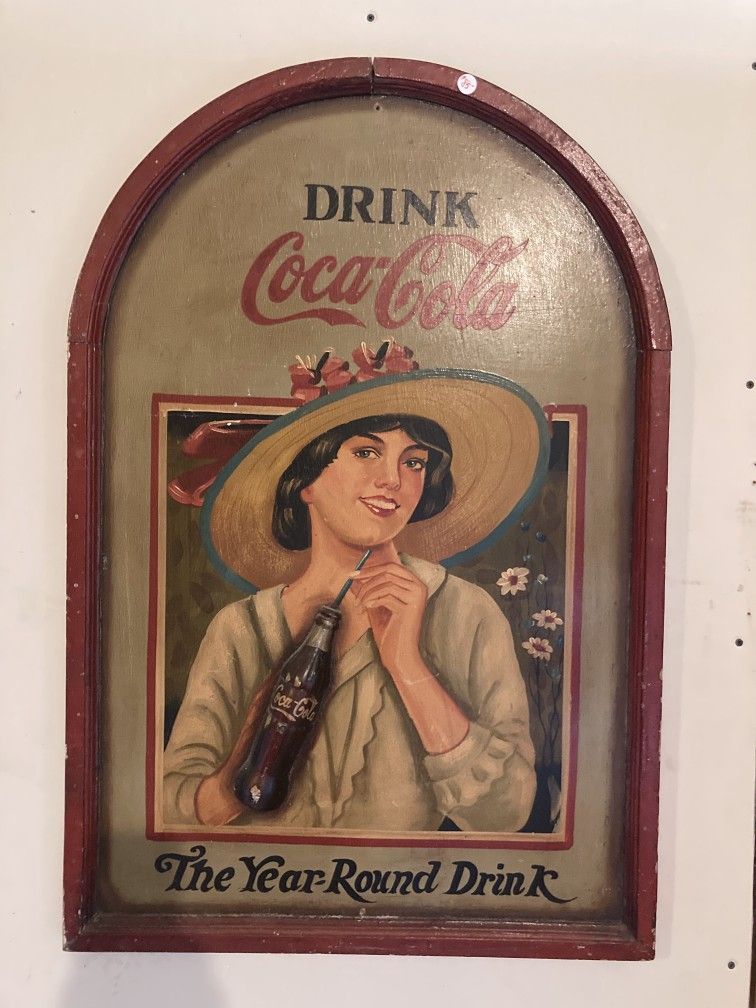 DRINK
Coca-Cola
Coca-Cola
The Year-Round Drink